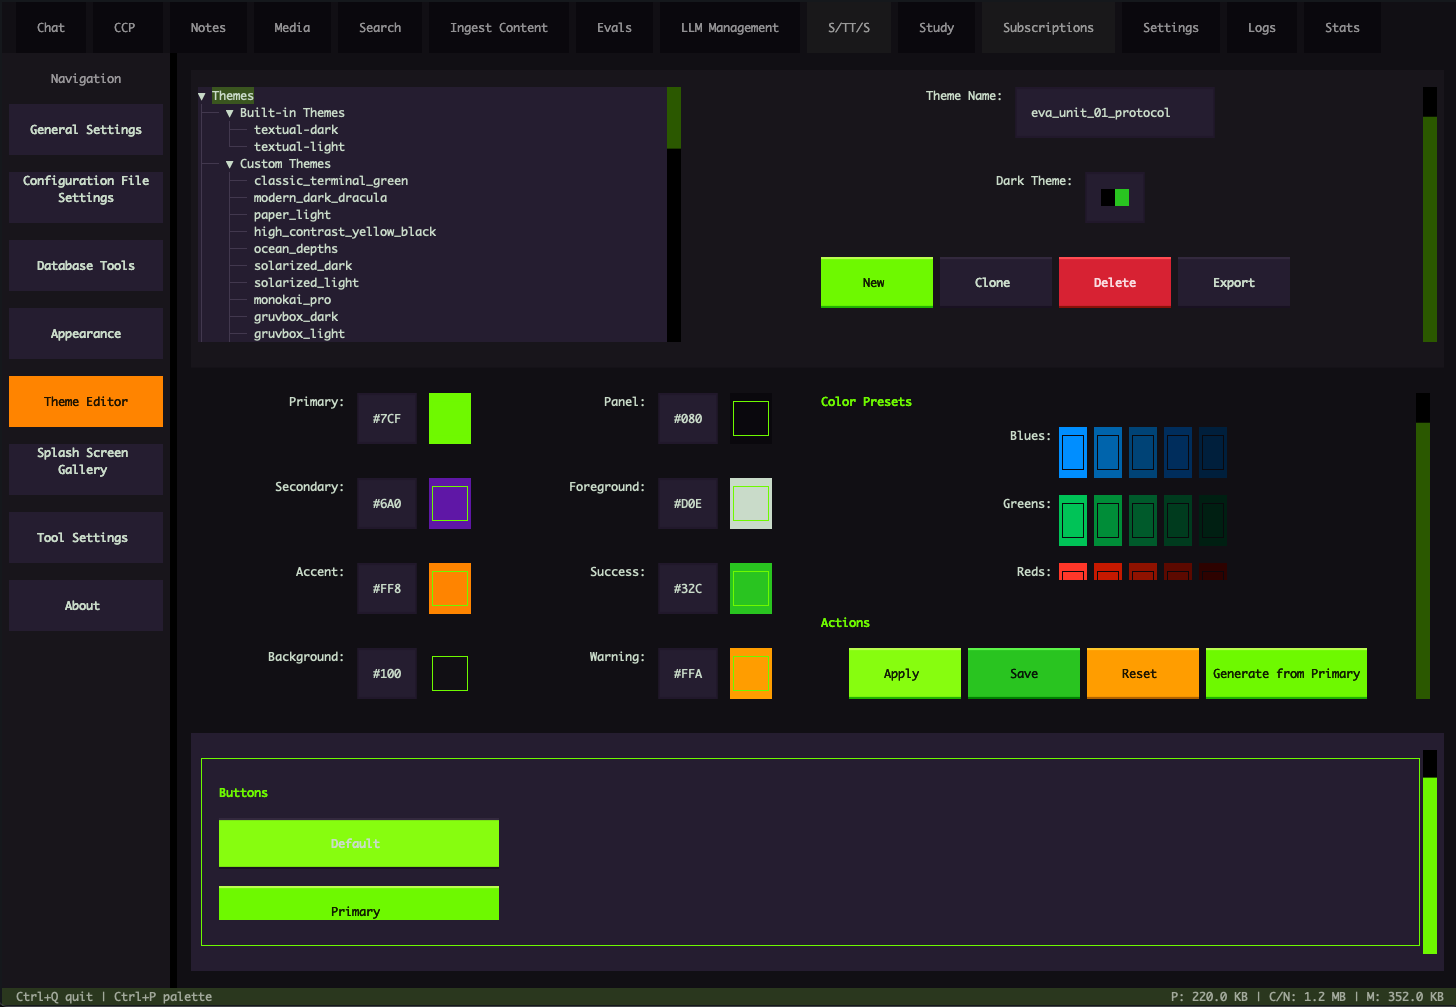 Chat CCP Notes Media Search Ingest Content Evals LLM Management S/TT/S Study Subscriptions Settings Logs Stats
Navigation
General Settings
Configuration File
Settings
Database Tools
Appearance
Theme Editor
Splash Screen
Gallery
Tool Settings
About
▼ Themes
▼ Built-in Themes
textual-dark
textual-light
▼ Custom Themes
classic_terminal_green
modern_dark_dracula
paper_light
high_contrast_yellow_black
ocean_depths
solarized_dark
solarized_light
monokai_pro
gruvbox_dark
gruvbox_light
Theme Name: eva_unit_01_protocol
Dark Theme:
New Clone Delete Export
Primary: #7CF
Panel: #080
Secondary: #6A0
Foreground: #D0E
Accent: #FF8
Success: #32C
Background: #100
Warning: #FFA
Color Presets
Blues:
Greens:
Reds:
Actions
Apply Save Reset Generate from Primary
Buttons
Default
Primary
Ctrl+Q quit | Ctrl+P palette
P: 220.0 KB | C/N: 1.2 MB | M: 352.0 KB